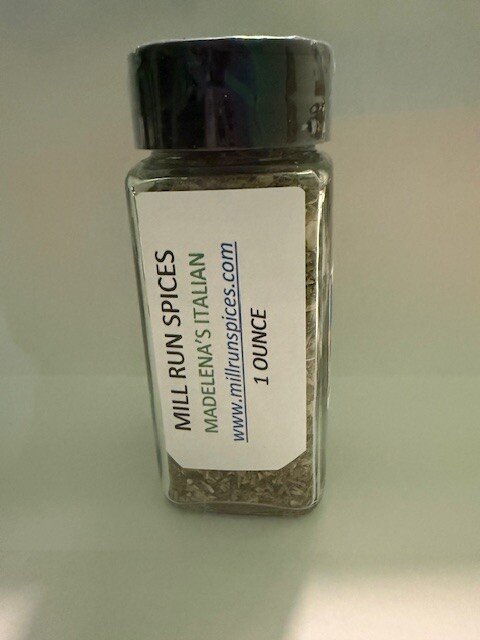 MILL RUN SPICES
MADELENA'S ITALIAN
www.millrunspices.com
1 OUNCE